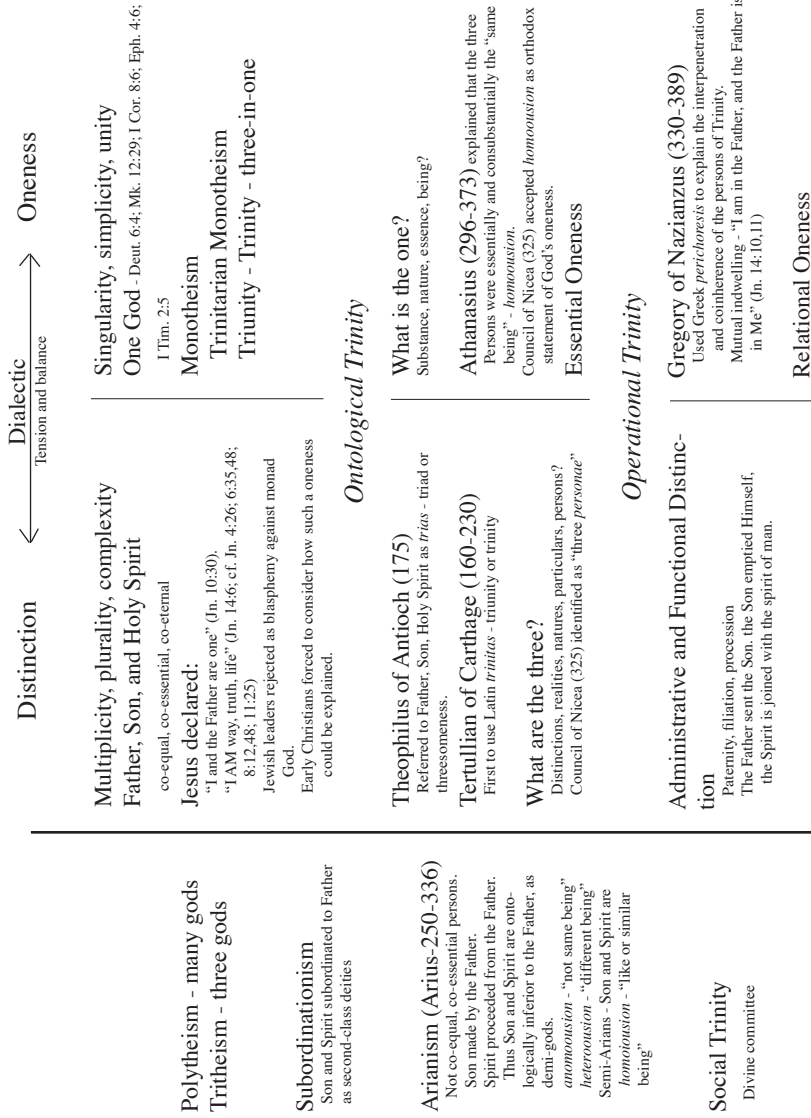 Dialectic
Tension and balance
Distinction
Oneness
Polytheism - many gods
Tritheism - three gods
Subordinationism
Son and Spirit subordinated to Father
as second-class deities
Arianism (Arius-250-336)
Not co-equal, co-essential persons.
Son made by the Father.
Spirit proceeded from the Father.
Thus Son and Spirit are onto-
logically inferior to the Father, as
demi-gods.
anomoousion - “not same being”
heteroousion - “different being”
Semi-Arians - Son and Spirit are
homoiousion - “like or similar
being”
Social Trinity
Divine committee
Multiplicity, plurality, complexity
Father, Son, and Holy Spirit
co-equal, co-essential, co-eternal
Jesus declared:
“I and the Father are one” (Jn. 10:30).
“I AM way, truth, life” (Jn. 14:6; cf. Jn. 4:26; 6:35,48;
8:12,48; 11:25)
Jewish leaders rejected as blasphemy against monad
God.
Early Christians forced to consider how such a oneness
could be explained.
Singularity, simplicity, unity
One God - Deut. 6:4; Mk. 12:29; I Cor. 8:6; Eph. 4:6;
I Tim. 2:5
Monotheism
Trinitarian Monotheism
Triunity - Trinity - three-in-one
Ontological Trinity
Theophilus of Antioch (175)
Referred to Father, Son, Holy Spirit as trias - triad or
threesomeness.
Tertullian of Carthage (160-230)
First to use Latin trinitas - triunity or trinity
What are the three?
Distinctions, realities, natures, particulars, persons?
Council of Nicea (325) identified as “three personae”
What is the one?
Substance, nature, essence, being?
Athanasius (296-373) explained that the three
Persons were essentially and consubstantially the “same
being” - homoousion.
Council of Nicea (325) accepted homoousion as orthodox
statement of God’s oneness.
Essential Oneness
Operational Trinity
Administrative and Functional Distinc-
tion
Paternity, filiation, procession
The Father sent the Son, the Son emptied Himself,
the Spirit is joined with the spirit of man.
Gregory of Nazianzus (330-389)
Used Greek perichoresis to explain the interpenetration
and coinherence of the persons of Trinity.
Mutual indwelling - “I am in the Father, and the Father is
in Me” (Jn. 14:10,11)
Relational Oneness